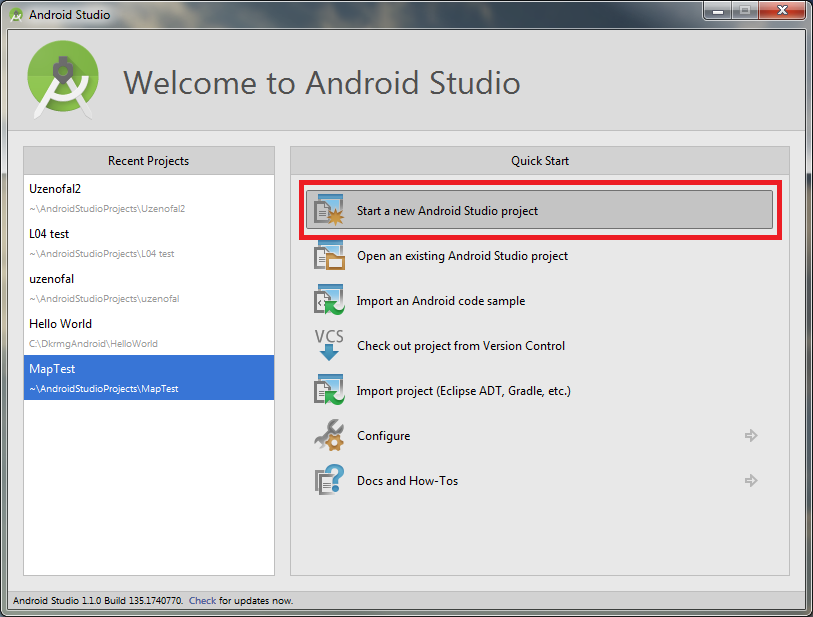 Android Studio
Welcome to Android Studio
Recent Projects
Uzenofal2
~\AndroidStudioProjects\Uzenofal2
L04 test
~\AndroidStudioProjects\L04 test
uzenofal
~\AndroidStudioProjects\uzenofal
Hello World
C:\DkrmgAndroid\HelloWorld
MapTest
~\AndroidStudioProjects\MapTest
Quick Start
Start a new Android Studio project
Open an existing Android Studio project
Import an Android code sample
VCS
Check out project from Version Control
Import project (Eclipse ADT, Gradle, etc.)
Configure
Docs and How-Tos
Android Studio 1.1.0 Build 135.1740770. Check for updates now.